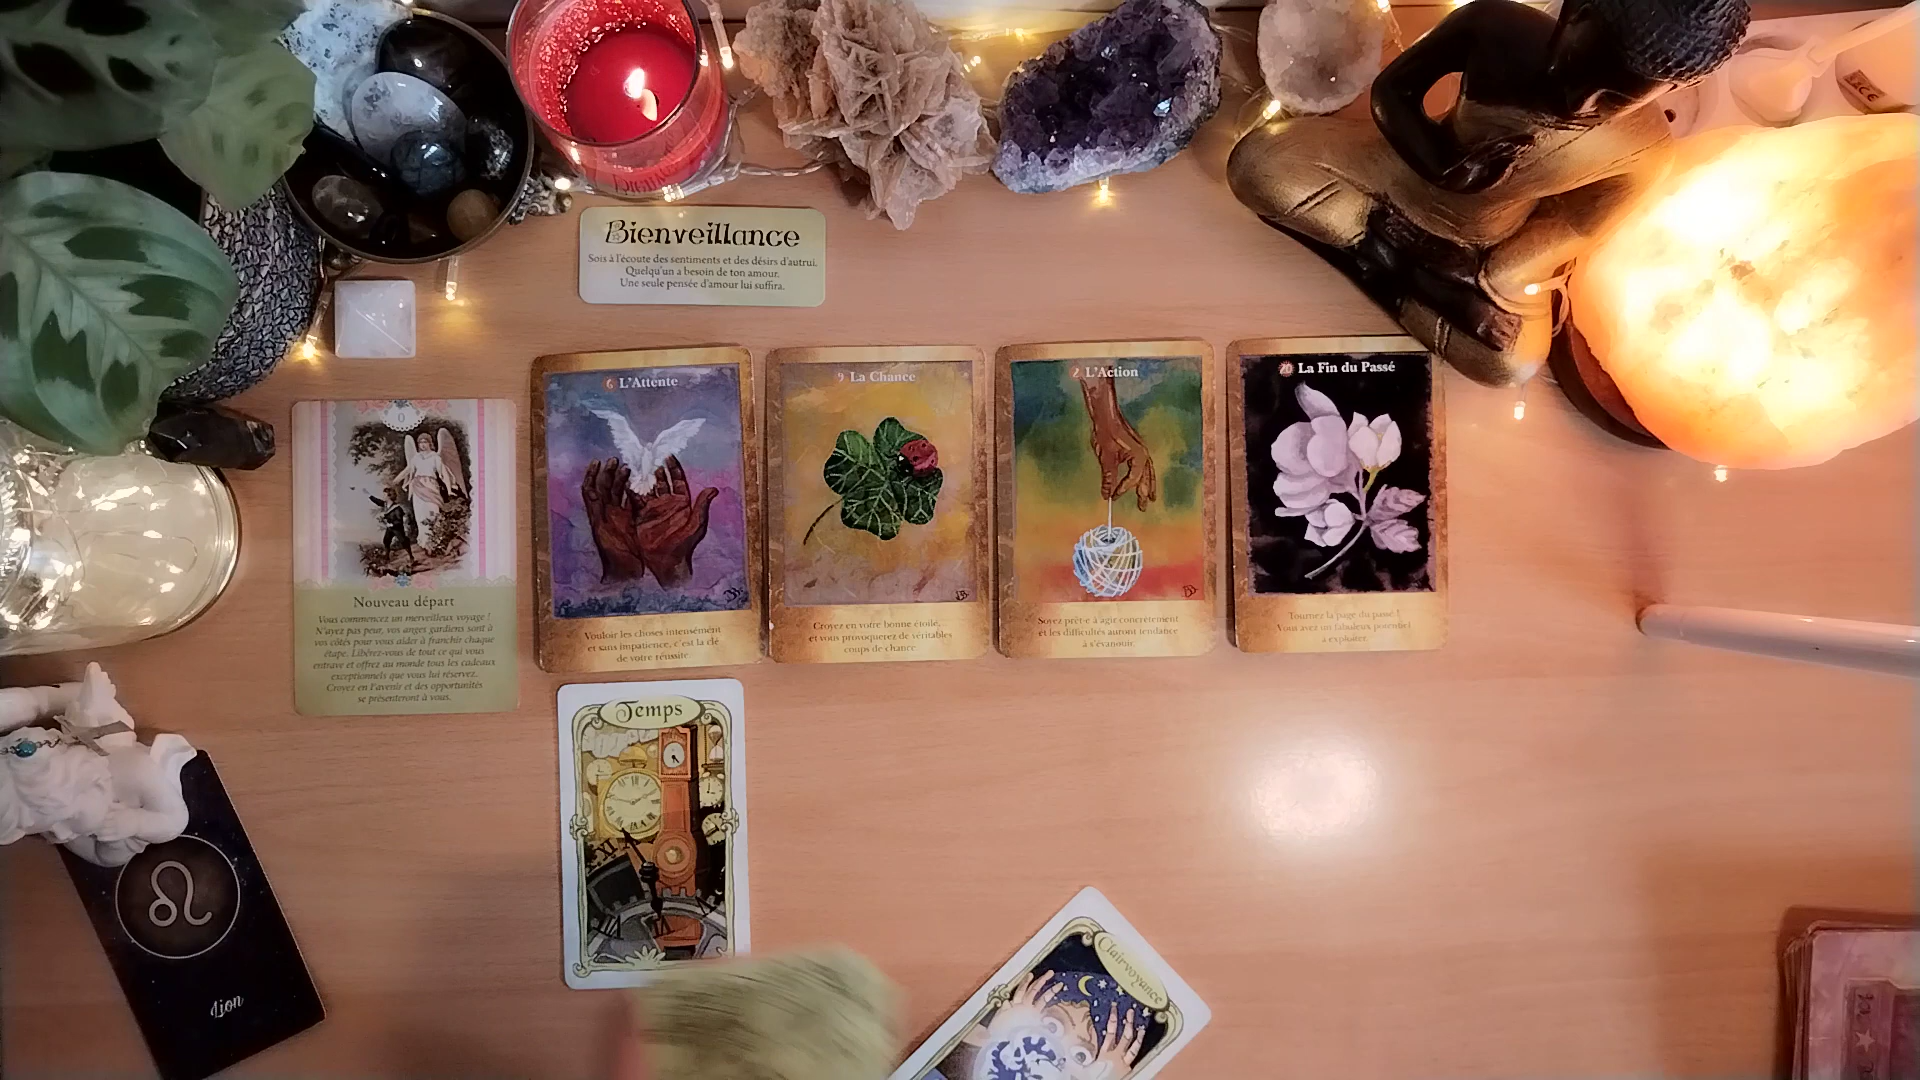 Bienveillance
Sois à l'écoute des sentiments et des désirs d'autrui.
Quelqu'un a besoin de ton amour.
Une seule pensée d'amour lui suffira.
0
Nouveau départ
Vous commencez un merveilleux voyage !
N'ayez pas peur, vos anges gardiens sont à
vos côtés pour vous aider à franchir chaque
étape. Libérez-vous de tout ce qui vous
entrave et offrez au monde tous les cadeaux
exceptionnels que vous lui réservez.
Croyez en l'avenir et des opportunités
se présenteront à vous.
6 L'Attente
Vouloir les choses intensément
et sans impatience, c'est la clé
de votre réussite
9 La Chance
Croyez en votre bonne étoile,
et vous provoquerez de véritables
coups de chance
2 L'Action
Soyez prêt·e à agir concrètement
et les difficultés auront tendance
à s'évanouir
20 La Fin du Passé
Tournez la page du passé !
Vous avez un fabuleux potentiel
à exploiter.
Temps
Clairvoyance
Lion